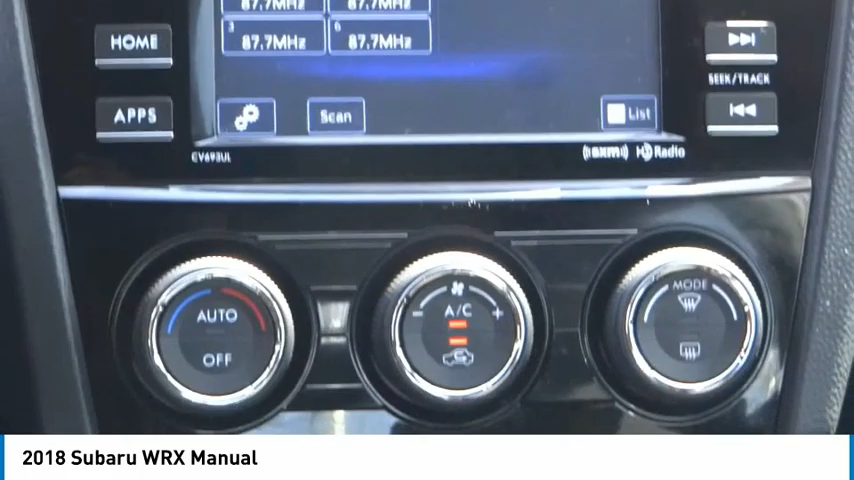 87.7MHz 87.7MHz
3 6
87.7MHz 87.7MHz
HOME
APPS
SEEK/TRACK
Scan
List
CV693UL
((SiriusXM)) HD Radio
AUTO
OFF
A/C
- +
MODE
2018 Subaru WRX Manual